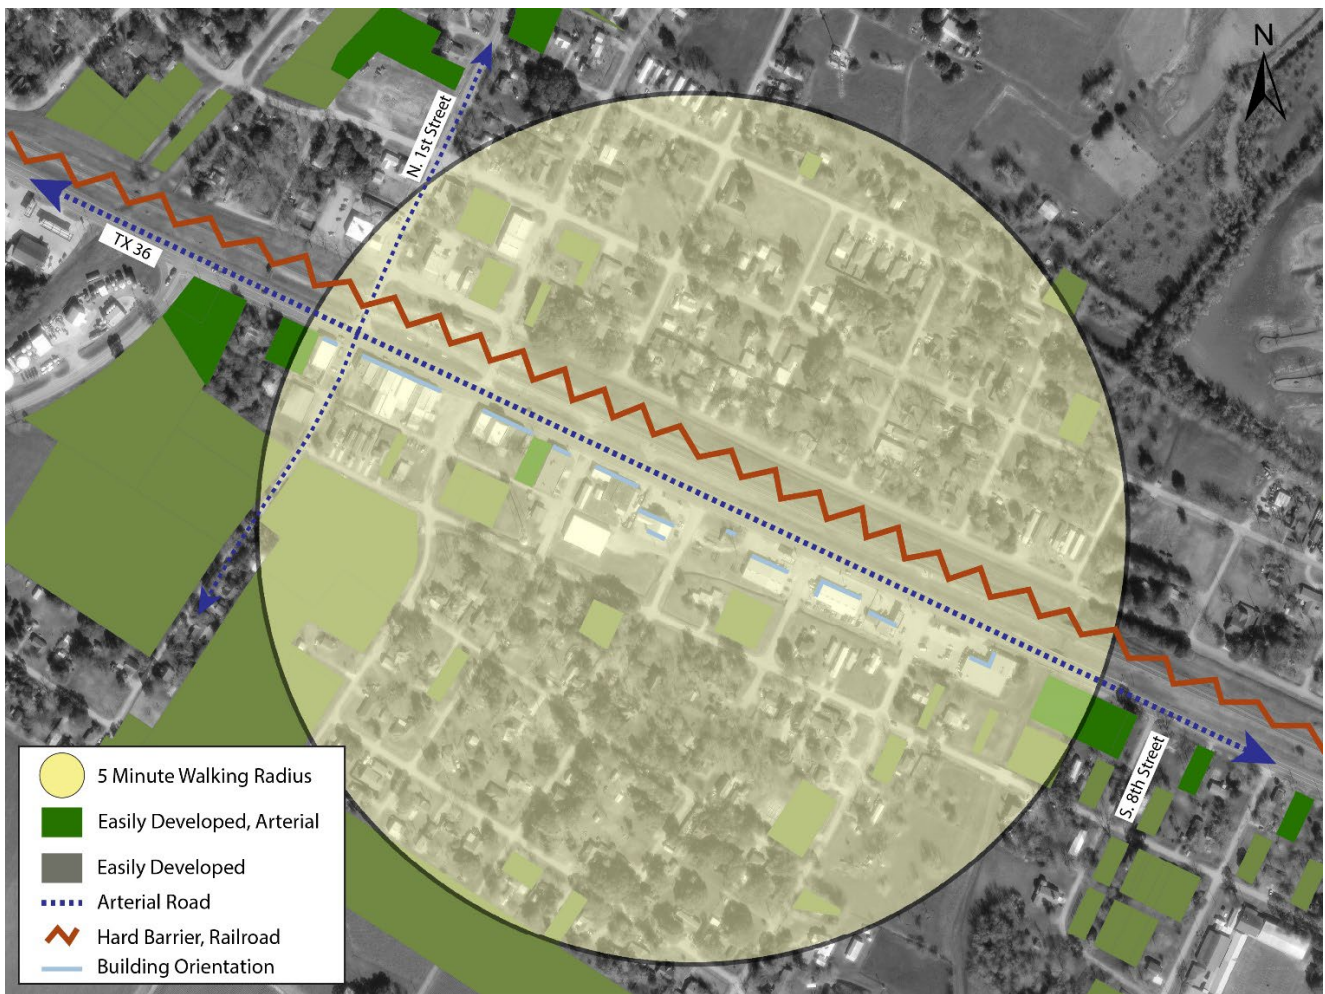 N
N. 1st Street
TX 36
S. 8th Street
5 Minute Walking Radius
Easily Developed, Arterial
Easily Developed
Arterial Road
Hard Barrier, Railroad
Building Orientation